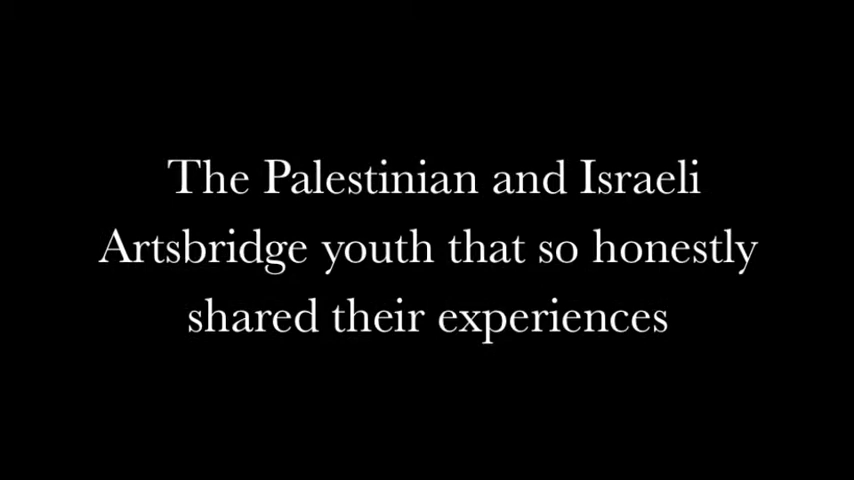 The Palestinian and Israeli
Artsbridge youth that so honestly
shared their experiences